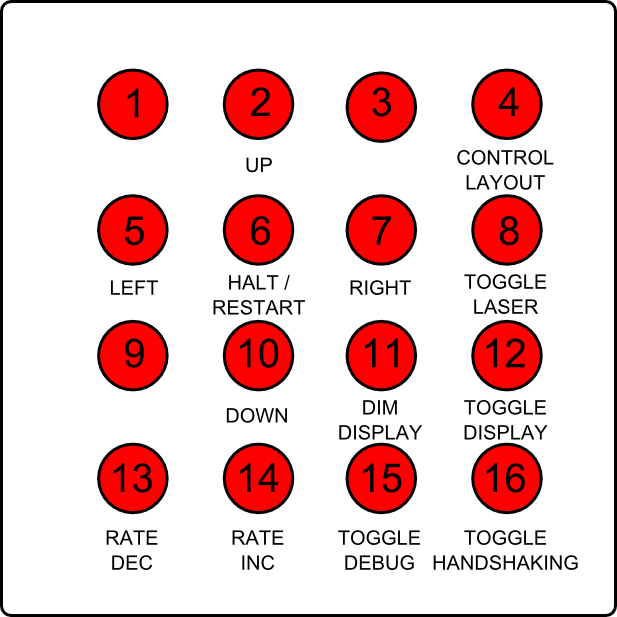 1 2 3 4
UP CONTROL
LAYOUT
5 6 7 8
LEFT HALT / RIGHT TOGGLE
RESTART LASER
9 10 11 12
DOWN DIM TOGGLE
DISPLAY DISPLAY
13 14 15 16
RATE RATE TOGGLE TOGGLE
DEC INC DEBUG HANDSHAKING